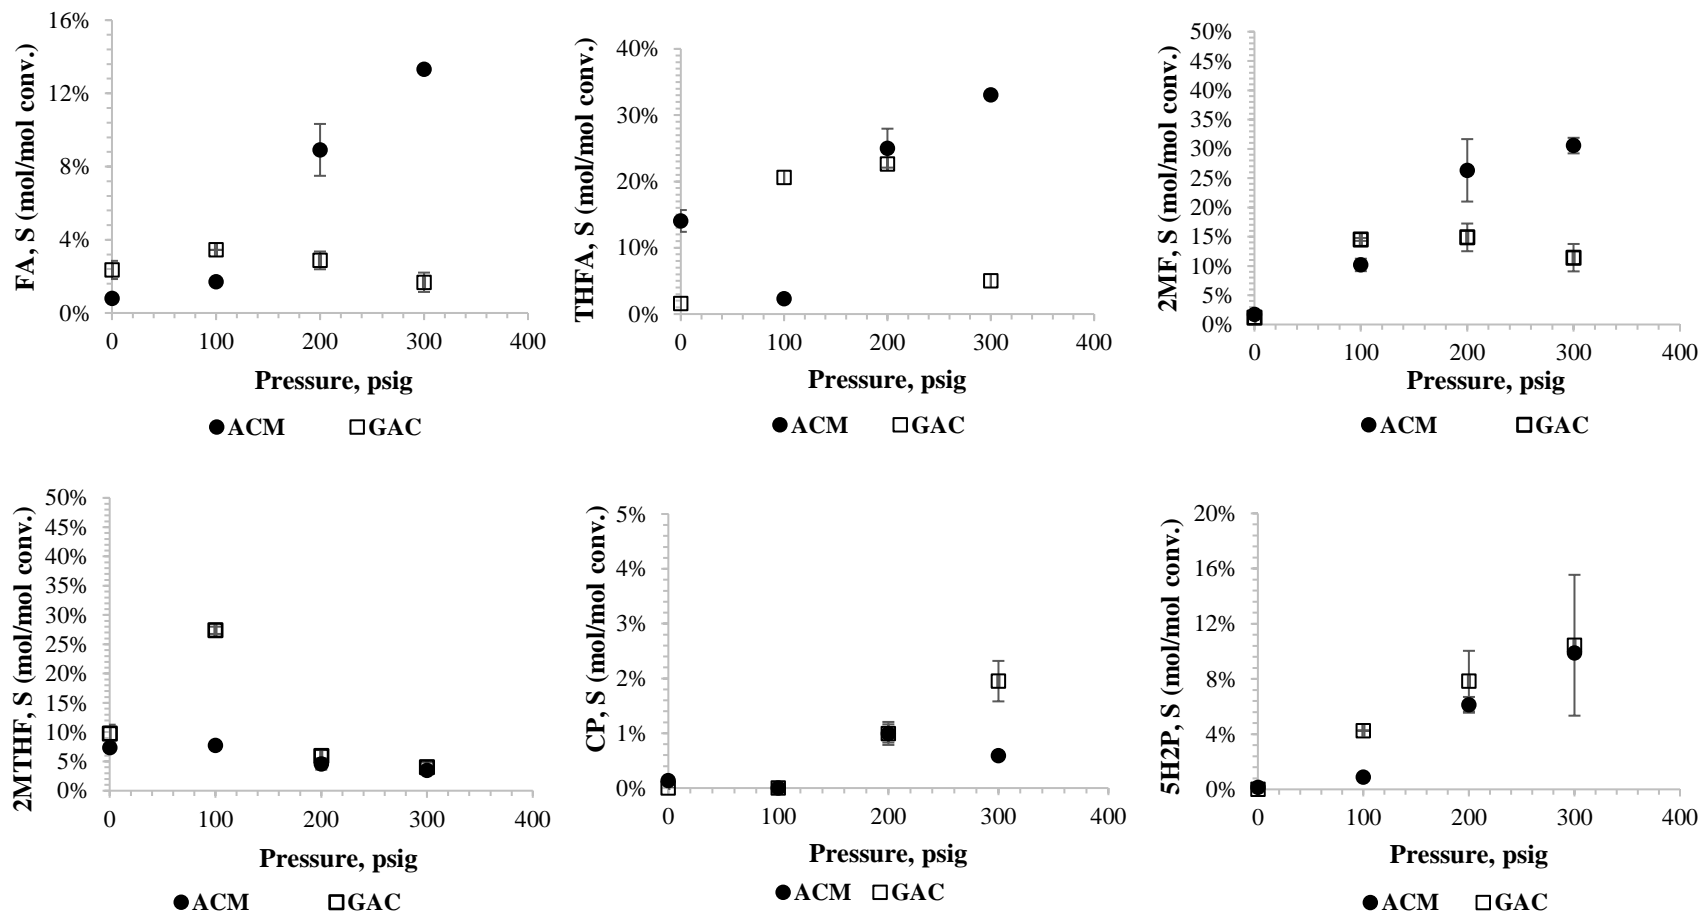 FA, S (mol/mol conv.)
16%
12%
8%
4%
0%
0 100 200 300 400
Pressure, psig
ACM GAC
THFA, S (mol/mol conv.)
40%
30%
20%
10%
0%
0 100 200 300 400
Pressure, psig
ACM GAC
2MF, S (mol/mol conv.)
50%
45%
40%
35%
30%
25%
20%
15%
10%
5%
0%
0 100 200 300 400
Pressure, psig
ACM GAC
2MTHF, S (mol/mol conv.)
50%
45%
40%
35%
30%
25%
20%
15%
10%
5%
0%
0 100 200 300 400
Pressure, psig
ACM GAC
CP, S (mol/mol conv.)
5%
4%
3%
2%
1%
0%
0 100 200 300 400
Pressure, psig
ACM GAC
5H2P, S (mol/mol conv.)
20%
16%
12%
8%
4%
0%
0 100 200 300 400
Pressure, psig
ACM GAC